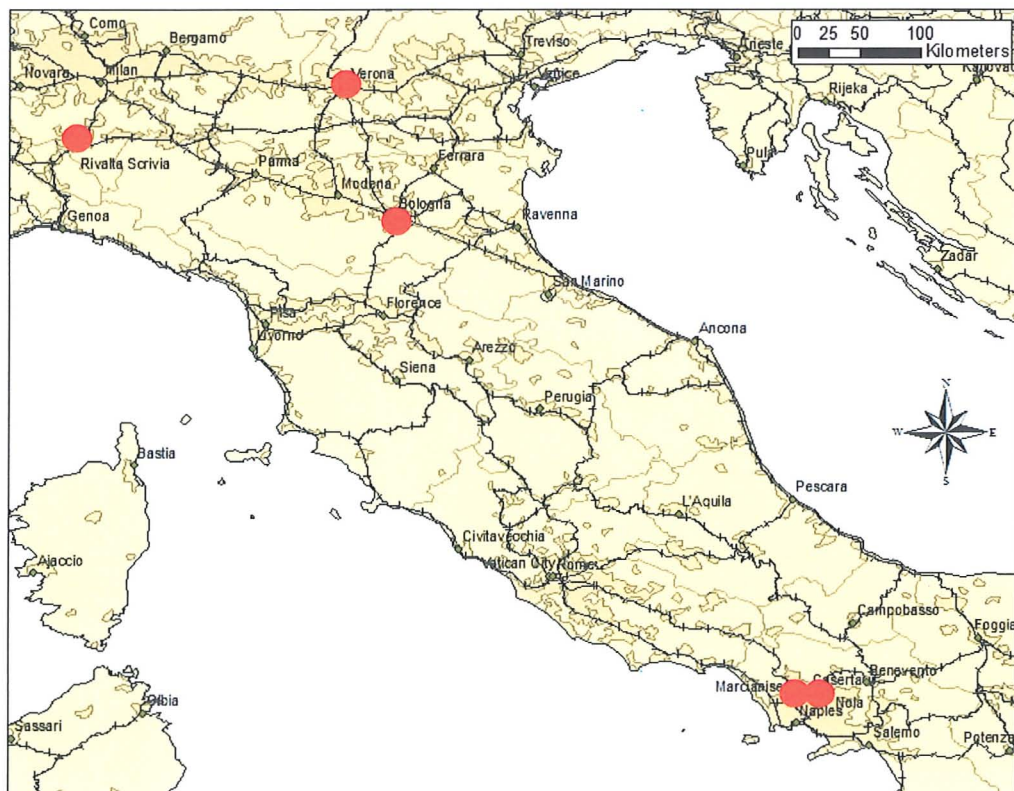 Como
Bergamo
Treviso
Trieste
0 25 50 100
Kilometers
Novara
Milan
Verona
Venice
Rijeka
Rivalta Scrivia
Parma
Ferrara
Pula
Modena
Bologna
Genoa
Ravenna
Zadar
San Marino
Florence
Pisa
Livorno
Ancona
Arezzo
Siena
N
Perugia
W E
S
Bastia
Pescara
L'Aquila
Civitavecchia
Ajaccio
Vatican City
Rome
Campobasso
Foggia
Benevento
Caserta
Marcianise
Nola
Olbia
Naples
Sassari
Salerno
Potenza